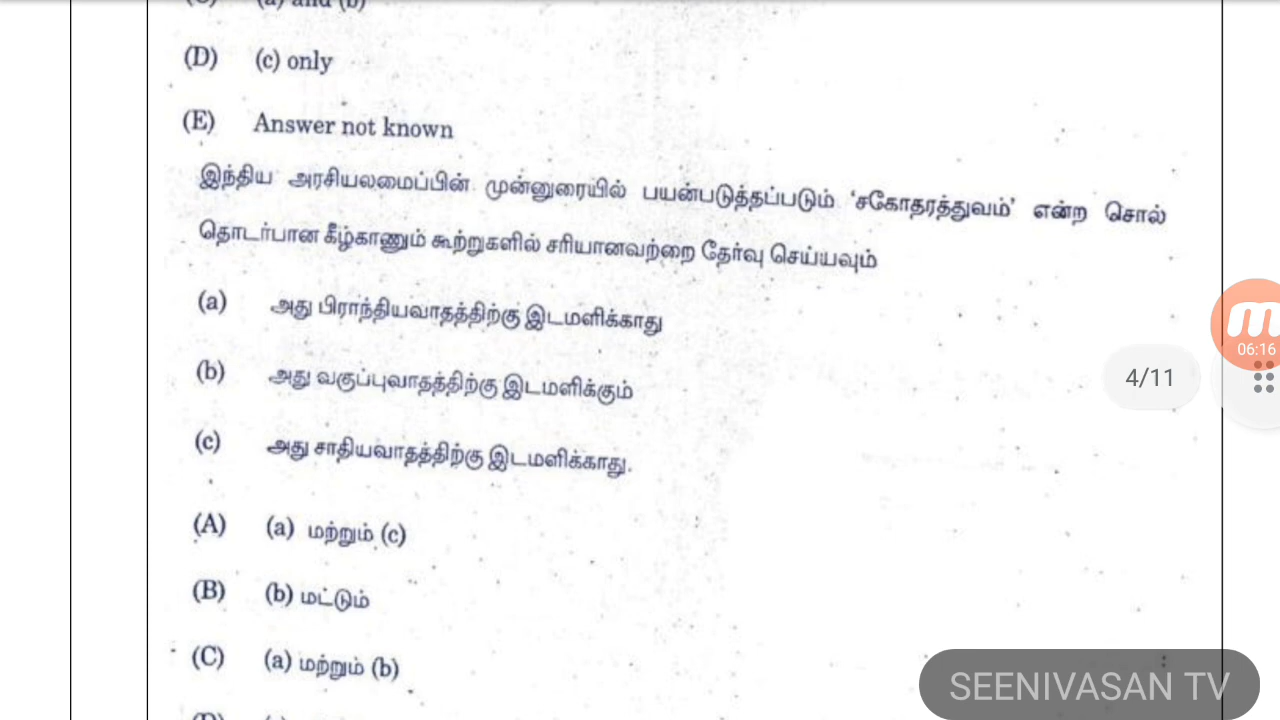 (C) (a) and (b)
(D) (c) only
(E) Answer not known
இந்திய அரசியலமைப்பின் முன்னுரையில் பயன்படுத்தப்படும் ‘சகோதரத்துவம்’ என்ற சொல்
தொடர்பான கீழ்காணும் கூற்றுகளில் சரியானவற்றை தேர்வு செய்யவும்
(a) அது பிராந்தியவாதத்திற்கு இடமளிக்காது
(b) அது வகுப்புவாதத்திற்கு இடமளிக்கும்
(c) அது சாதியவாதத்திற்கு இடமளிக்காது.
(A) (a) மற்றும் (c)
(B) (b) மட்டும்
(C) (a) மற்றும் (b)
06:16
4/11
SEENIVASAN TV